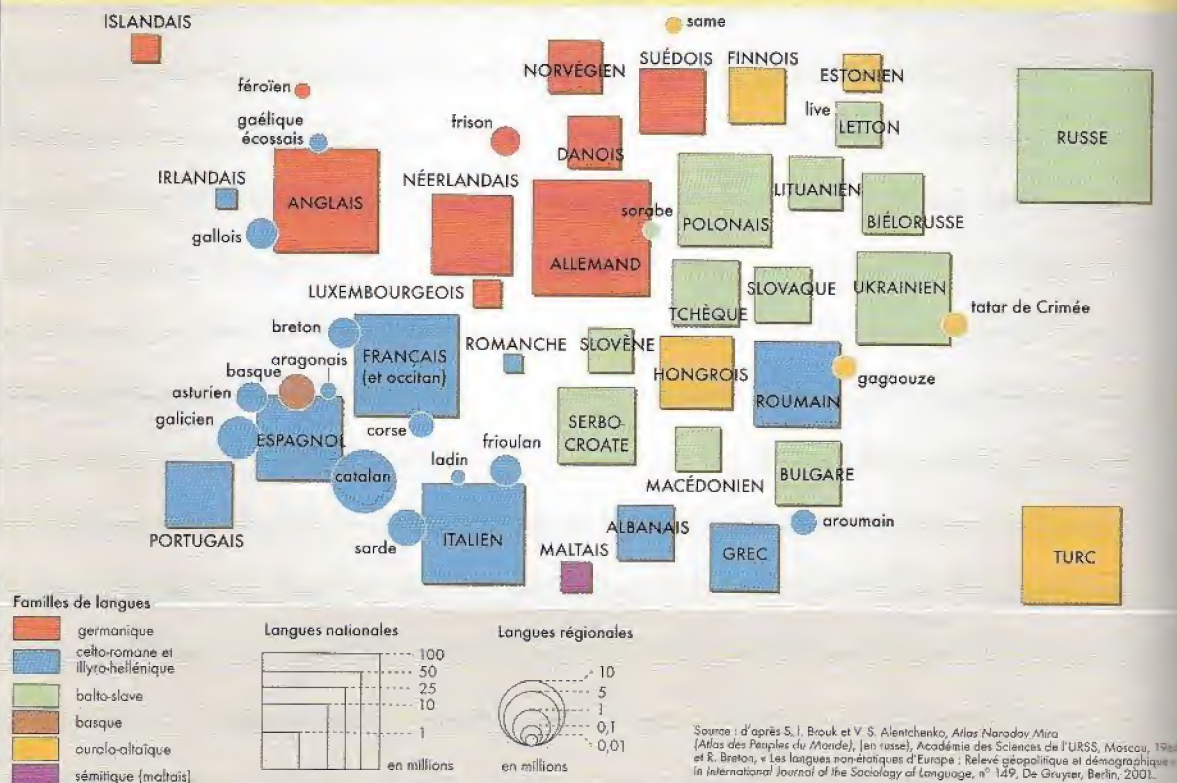 ISLANDAIS
same
NORVÉGIEN
SUÉDOIS
FINNOIS
ESTONIEN
féroïen
live
LETTON
RUSSE
gaélique
écossais
frison
DANOIS
IRLANDAIS
ANGLAIS
NÉERLANDAIS
LITUANIEN
gallois
sorabe
POLONAIS
BIÉLORUSSE
ALLEMAND
LUXEMBOURGEOIS
TCHÈQUE
SLOVAQUE
UKRAINIEN
tatar de Crimée
breton
FRANÇAIS
(et occitan)
ROMANCHE
SLOVÈNE
HONGROIS
ROUMAIN
gagaouze
basque
aragonais
asturien
galicien
ESPAGNOL
corse
SERBO-
CROATE
frioulan
ladin
catalan
MACÉDONIEN
BULGARE
PORTUGAIS
sarde
ITALIEN
MALTAIS
ALBANAIS
GREC
aroumain
TURC
Familles de langues
germanique
celto-romane et
illyro-hellénique
balto-slave
basque
ouralo-altaïque
sémitique (maltais)
Langues nationales
100
50
25
10
1
en millions
Langues régionales
10
5
1
0,1
0,01
en millions
Source : d'après S. I. Brouk et V. S. Alentchenko, Atlas Narodov Mira
(Atlas des Peuples du Monde), (en russe), Académie des Sciences de l'URSS, Moscou,
et R. Breton, « Les langues non-étatiques d'Europe : Relevé géopolitique et démographique
in International Journal of the Sociology of Language, n° 149, De Gruyter, Berlin, 2001.